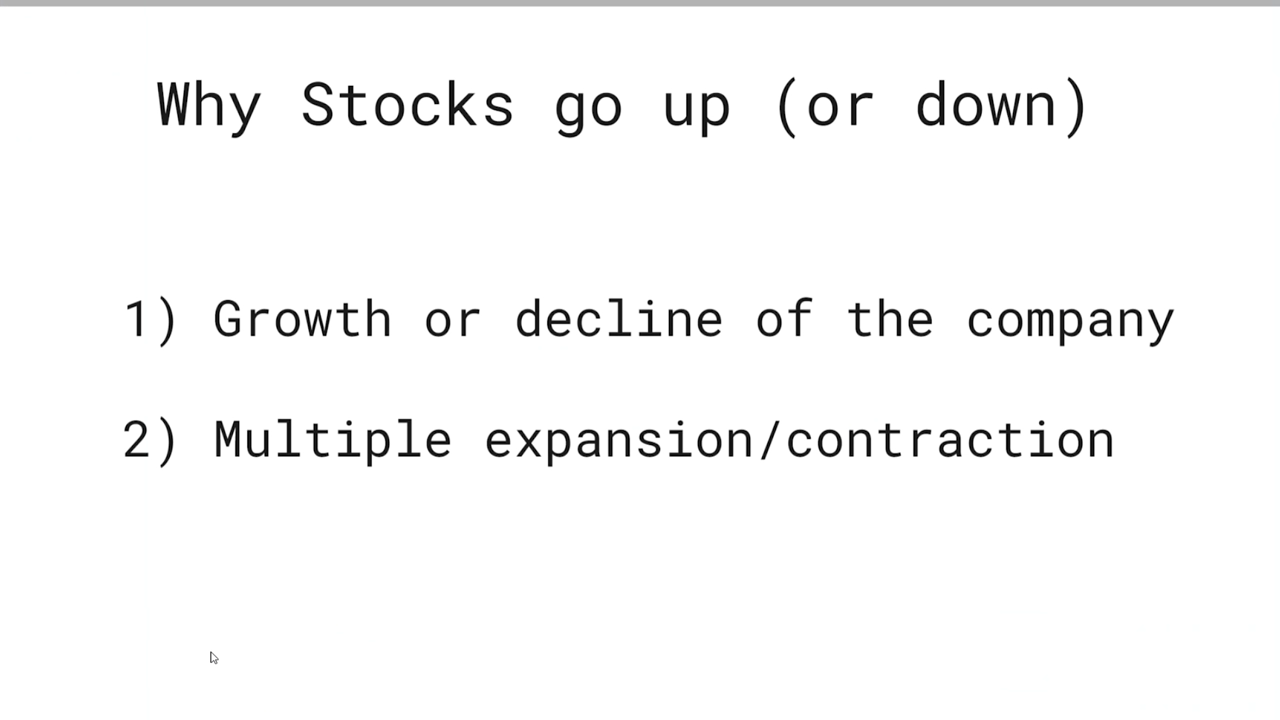 Why Stocks go up (or down)
1) Growth or decline of the company
2) Multiple expansion/contraction